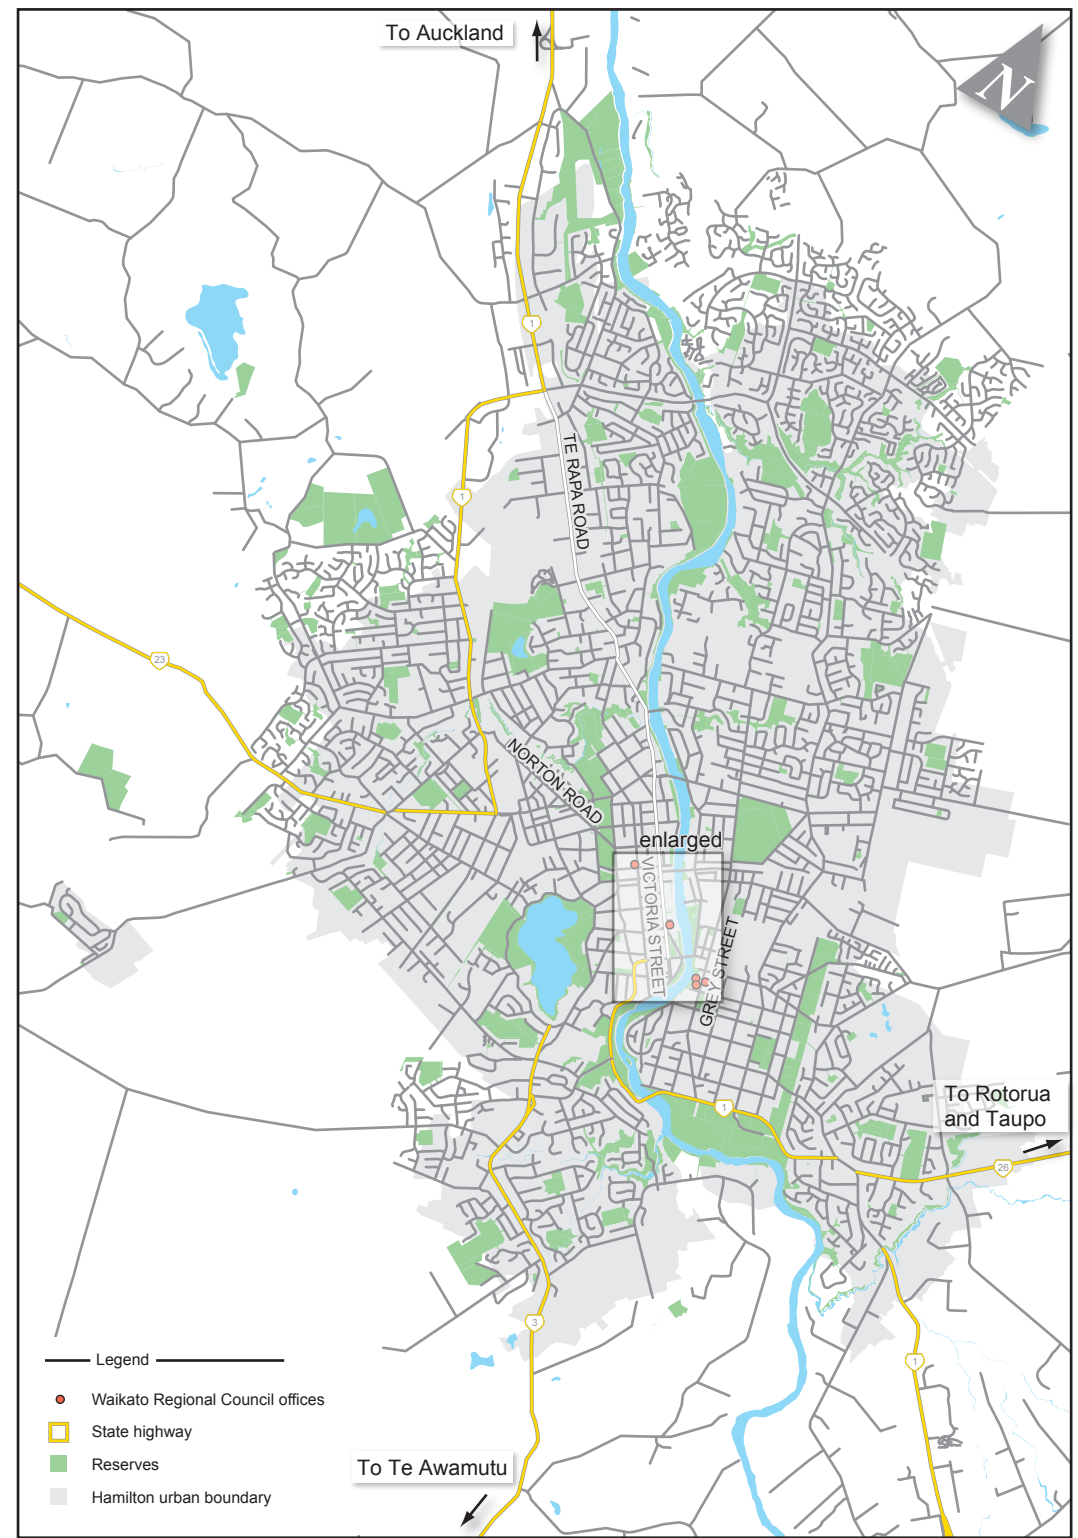 To Auckland
N
1
TE RAPA ROAD
1
23
NORTON ROAD
enlarged
VICTORIA STREET
GREY STREET
To Rotorua
and Taupo
1
26
3
1
Legend
Waikato Regional Council offices
State highway
Reserves
Hamilton urban boundary
To Te Awamutu